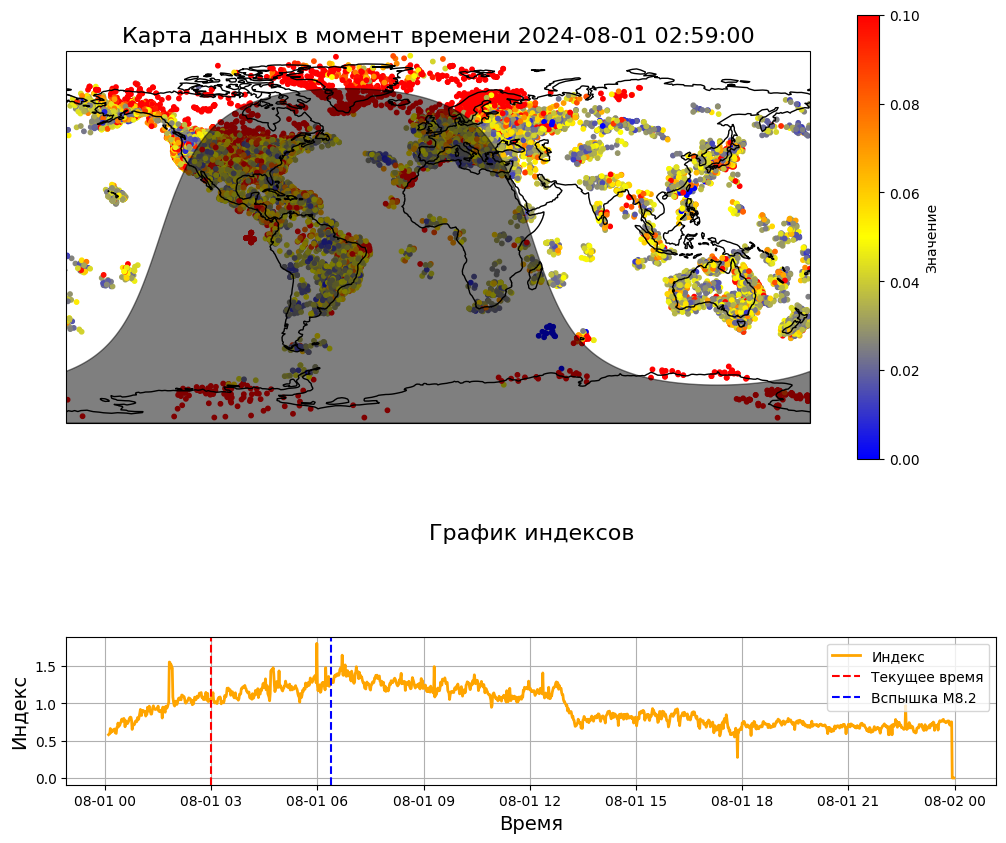 Карта данных в момент времени 2024-08-01 02:59:00
0.10
0.08
0.06
0.04
0.02
0.00
Значение
График индексов
Индекс
1.5
1.0
0.5
0.0
Индекс
Текущее время
Вспышка M8.2
08-01 00
08-01 03
08-01 06
08-01 09
08-01 12
08-01 15
08-01 18
08-01 21
08-02 00
Время